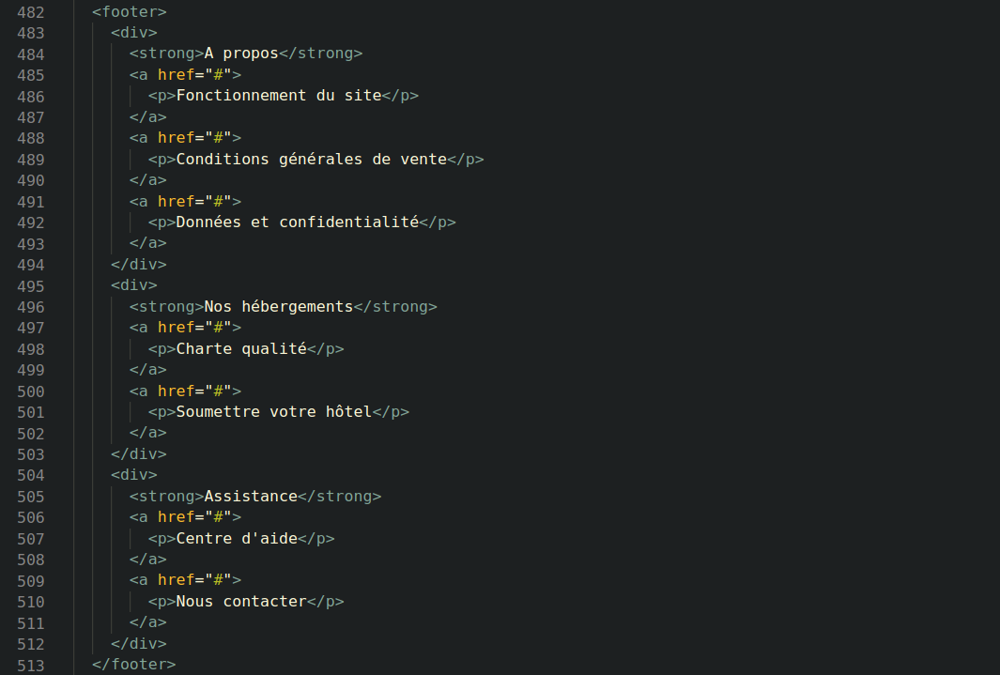 482 <footer>
483 <div>
484 <strong>A propos</strong>
485 <a href="#">
486 <p>Fonctionnement du site</p>
487 </a>
488 <a href="#">
489 <p>Conditions générales de vente</p>
490 </a>
491 <a href="#">
492 <p>Données et confidentialité</p>
493 </a>
494 </div>
495 <div>
496 <strong>Nos hébergements</strong>
497 <a href="#">
498 <p>Charte qualité</p>
499 </a>
500 <a href="#">
501 <p>Soumettre votre hôtel</p>
502 </a>
503 </div>
504 <div>
505 <strong>Assistance</strong>
506 <a href="#">
507 <p>Centre d'aide</p>
508 </a>
509 <a href="#">
510 <p>Nous contacter</p>
511 </a>
512 </div>
513 </footer>